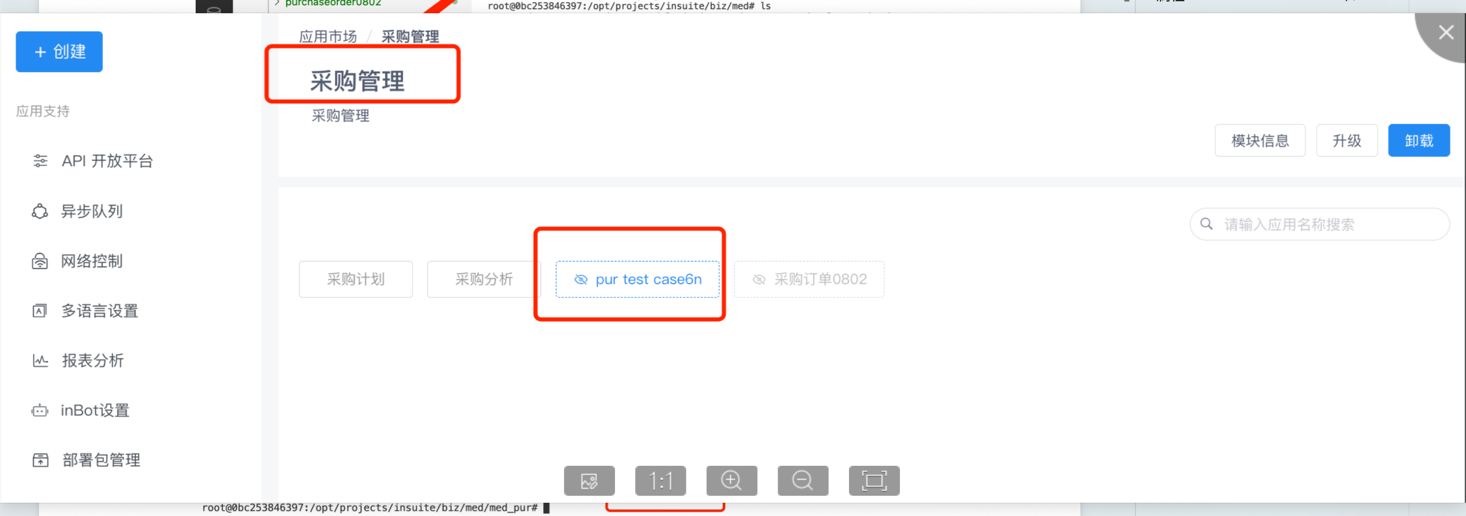 purchaseorder0802
root@0bc253846397:/opt/projects/insuite/biz/med# ls
+ 创建
应用市场 / 采购管理
采购管理
采购管理
应用支持
模块信息 升级 卸载
API 开放平台
异步队列
请输入应用名称搜索
网络控制
采购计划 采购分析 pur test case6n 采购订单0802
多语言设置
报表分析
inBot设置
部署包管理
1:1
root@0bc253846397:/opt/projects/insuite/biz/med/med_pur#